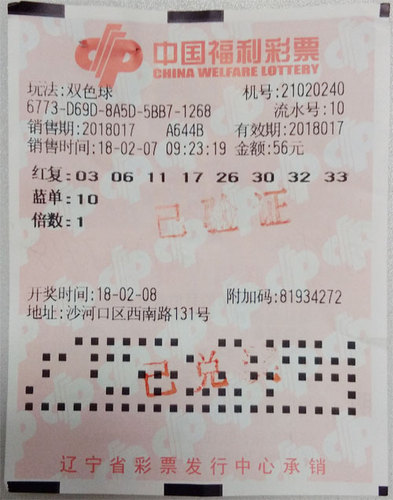 中国福利彩票
CHINA WELFARE LOTTERY
玩法:双色球 机号:21020240
6773-D69D-8A5D-5BB7-1268 流水号:10
销售期:2018017 A644B 有效期:2018017
销售时间:18-02-07 09:23:19 金额:56元
红复:03 06 11 17 26 30 32 33
蓝单:10
已验证
倍数:1
开奖时间:18-02-08 附加码:81934272
地址:沙河口区西南路131号
已兑奖
辽宁省彩票发行中心承销